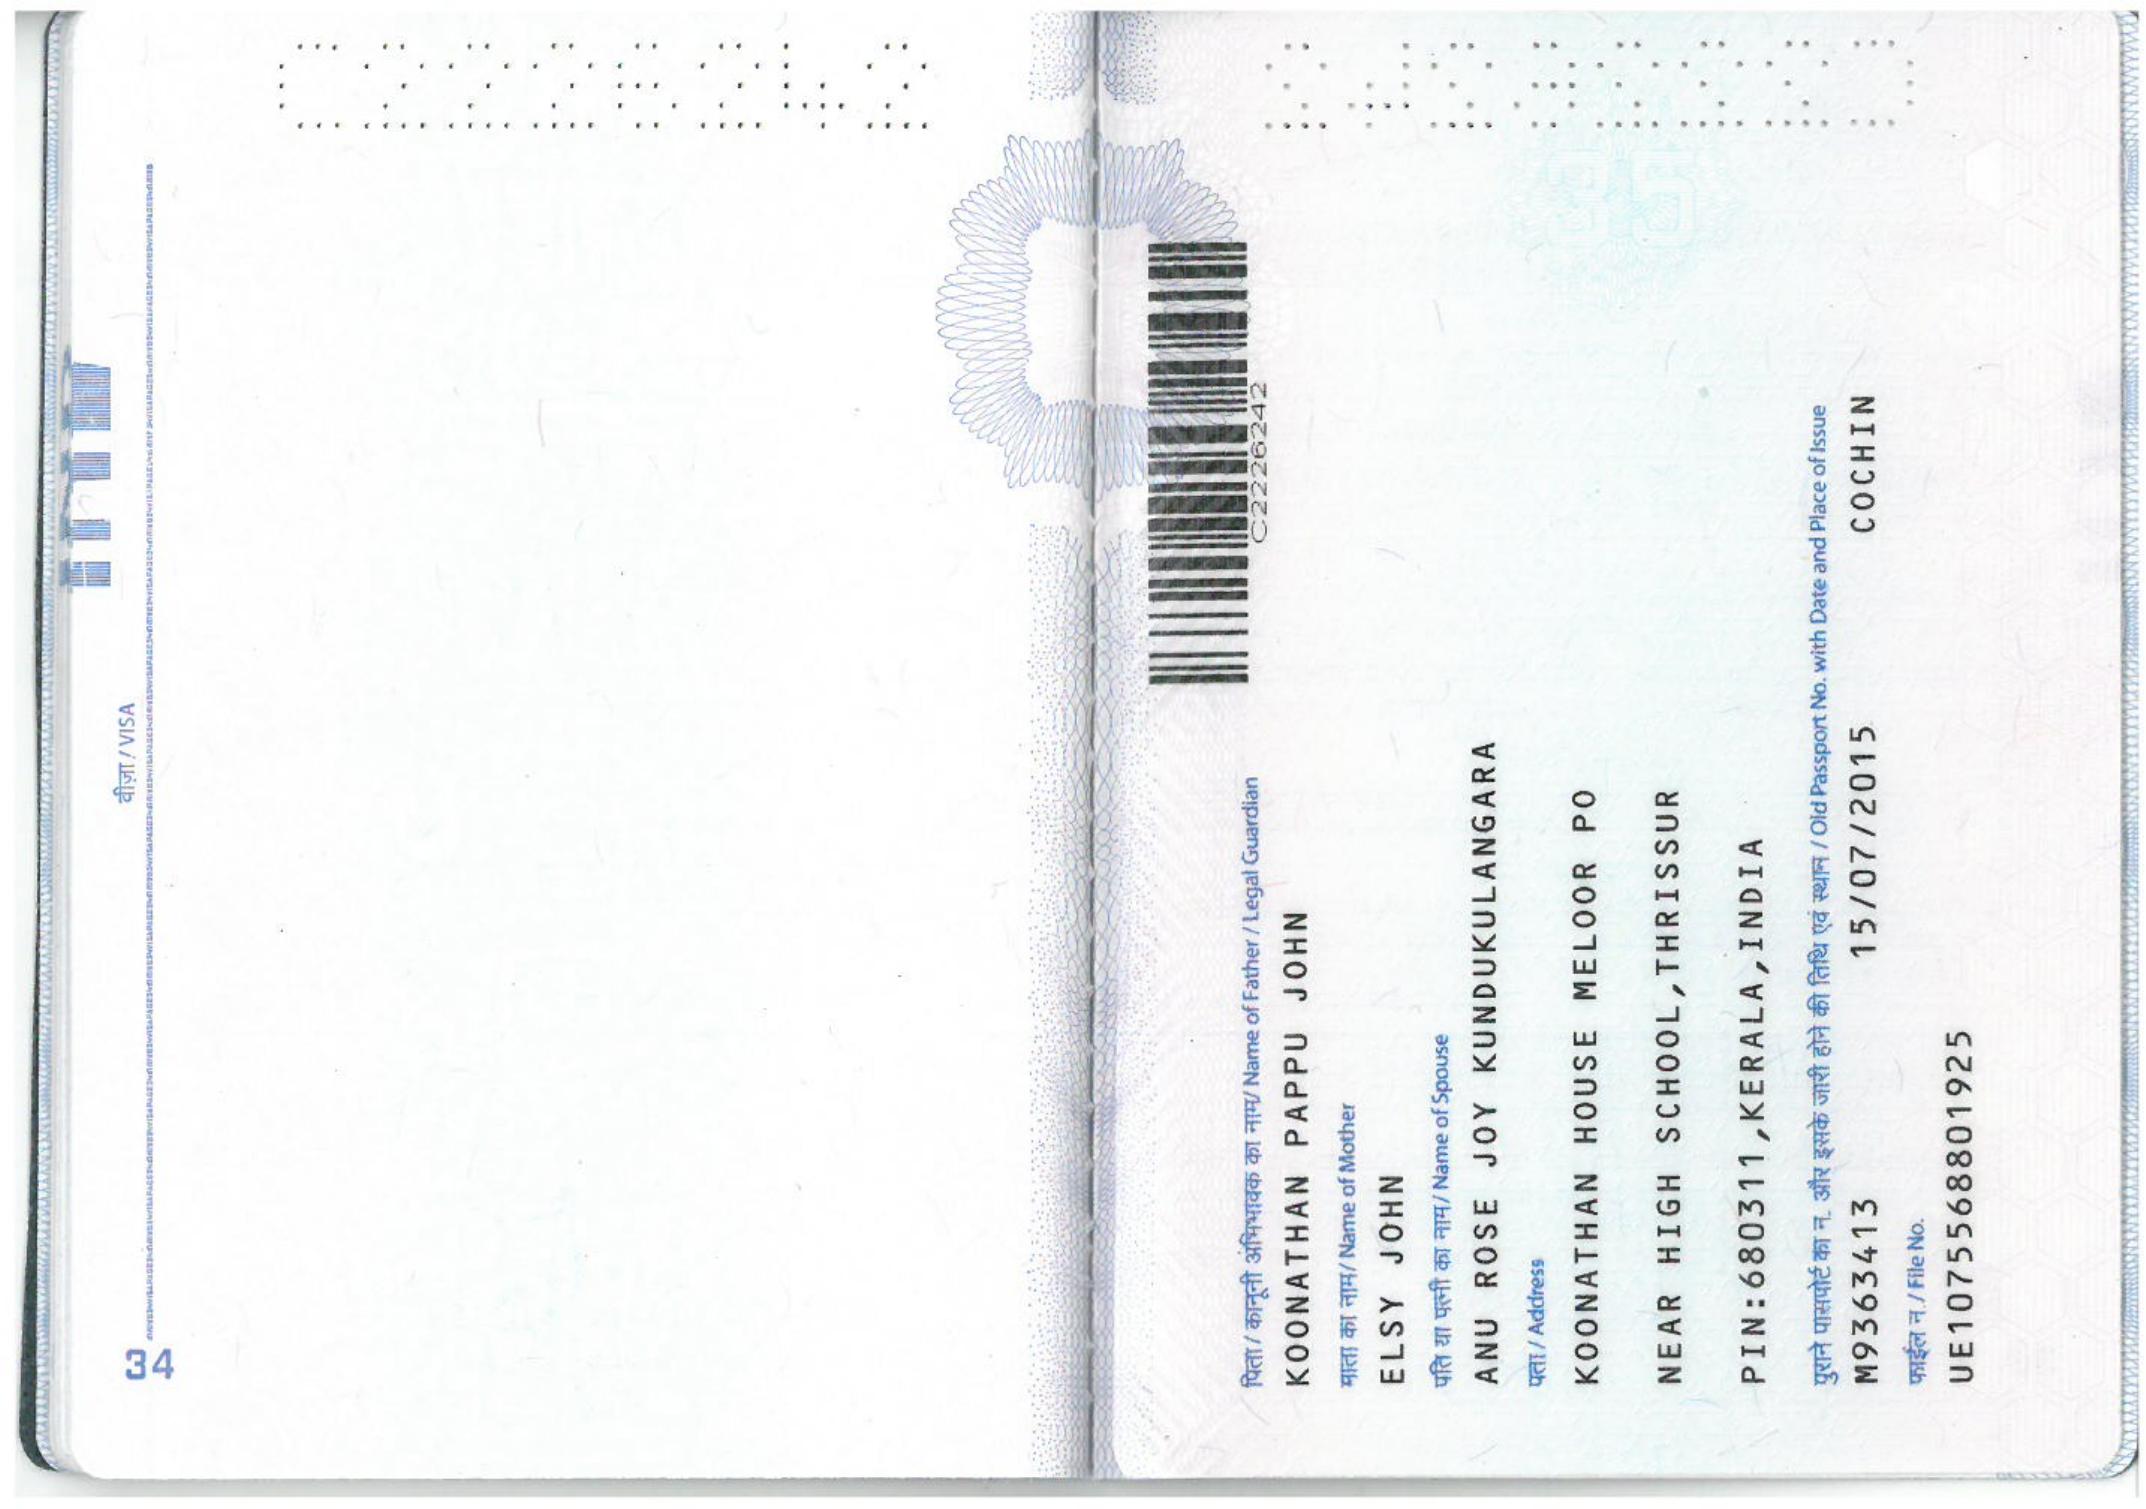 वीज़ा / VISA
34
C2226242
पिता / कानूनी अभिभावक का नाम/ Name of Father / Legal Guardian
KOONATHAN PAPPU JOHN
माता का नाम/ Name of Mother
ELSY JOHN
पति या पत्नी का नाम/ Name of Spouse
ANU ROSE JOY KUNDUKULANGARA
पता / Address
KOONATHAN HOUSE MELOOR PO
NEAR HIGH SCHOOL,THRISSUR
PIN:680311,KERALA,INDIA
पुराने पासपोर्ट का न. और इसके जारी होने की तिथि एवं स्थान / Old Passport No. with Date and Place of Issue
M9363413 15/07/2015 COCHIN
फाईल न./ File No.
UE1075568801925
35